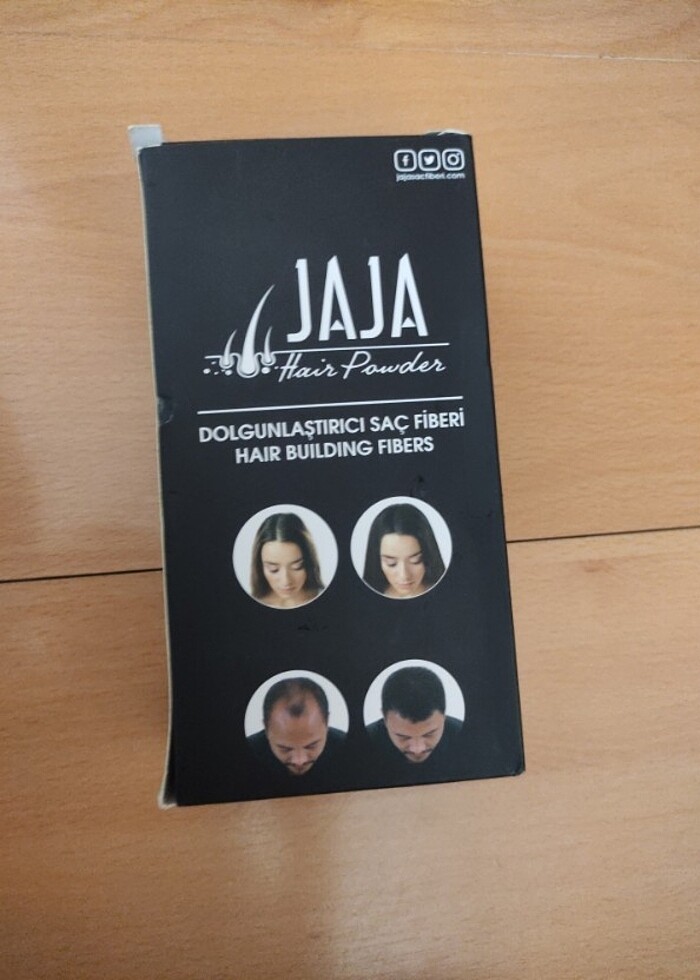 jajasacfiberi.com
JAJA
Hair Powder
DOLGUNLAŞTIRICI SAÇ FİBERİ
HAIR BUILDING FIBERS